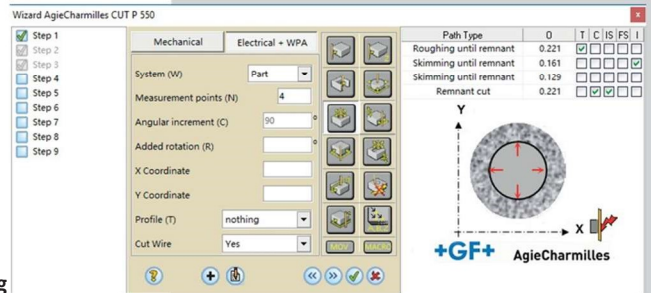 Wizard AgieCharmilles CUT P 550
x
Step 1
Step 2
Step 3
Step 4
Step 5
Step 6
Step 7
Step 8
Step 9
Mechanical
Electrical + WPA
System (W) Part
Measurement points (N) 4
Angular increment (C) 90 °
Added rotation (R) °
X Coordinate
Y Coordinate
Profile (T) nothing
Cut Wire Yes
MOV MACRO
Path Type O T C IS FS I
Roughing until remnant 0.221
Skimming until remnant 0.161
Skimming until remnant 0.129
Remnant cut 0.221
Y
X
+GF+ AgieCharmilles
g